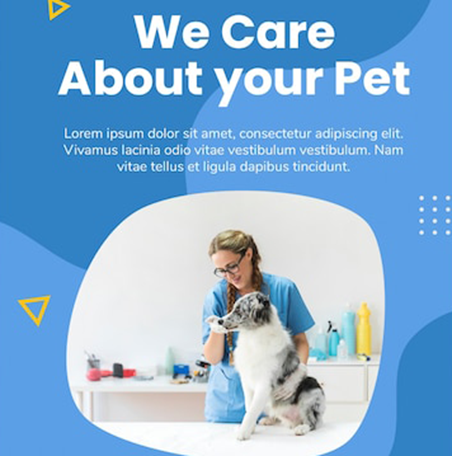 We Care
About your Pet
Lorem ipsum dolor sit amet, consectetur adipiscing elit.
Vivamus lacinia odio vitae vestibulum vestibulum. Nam
vitae tellus et ligula dapibus tincidunt.